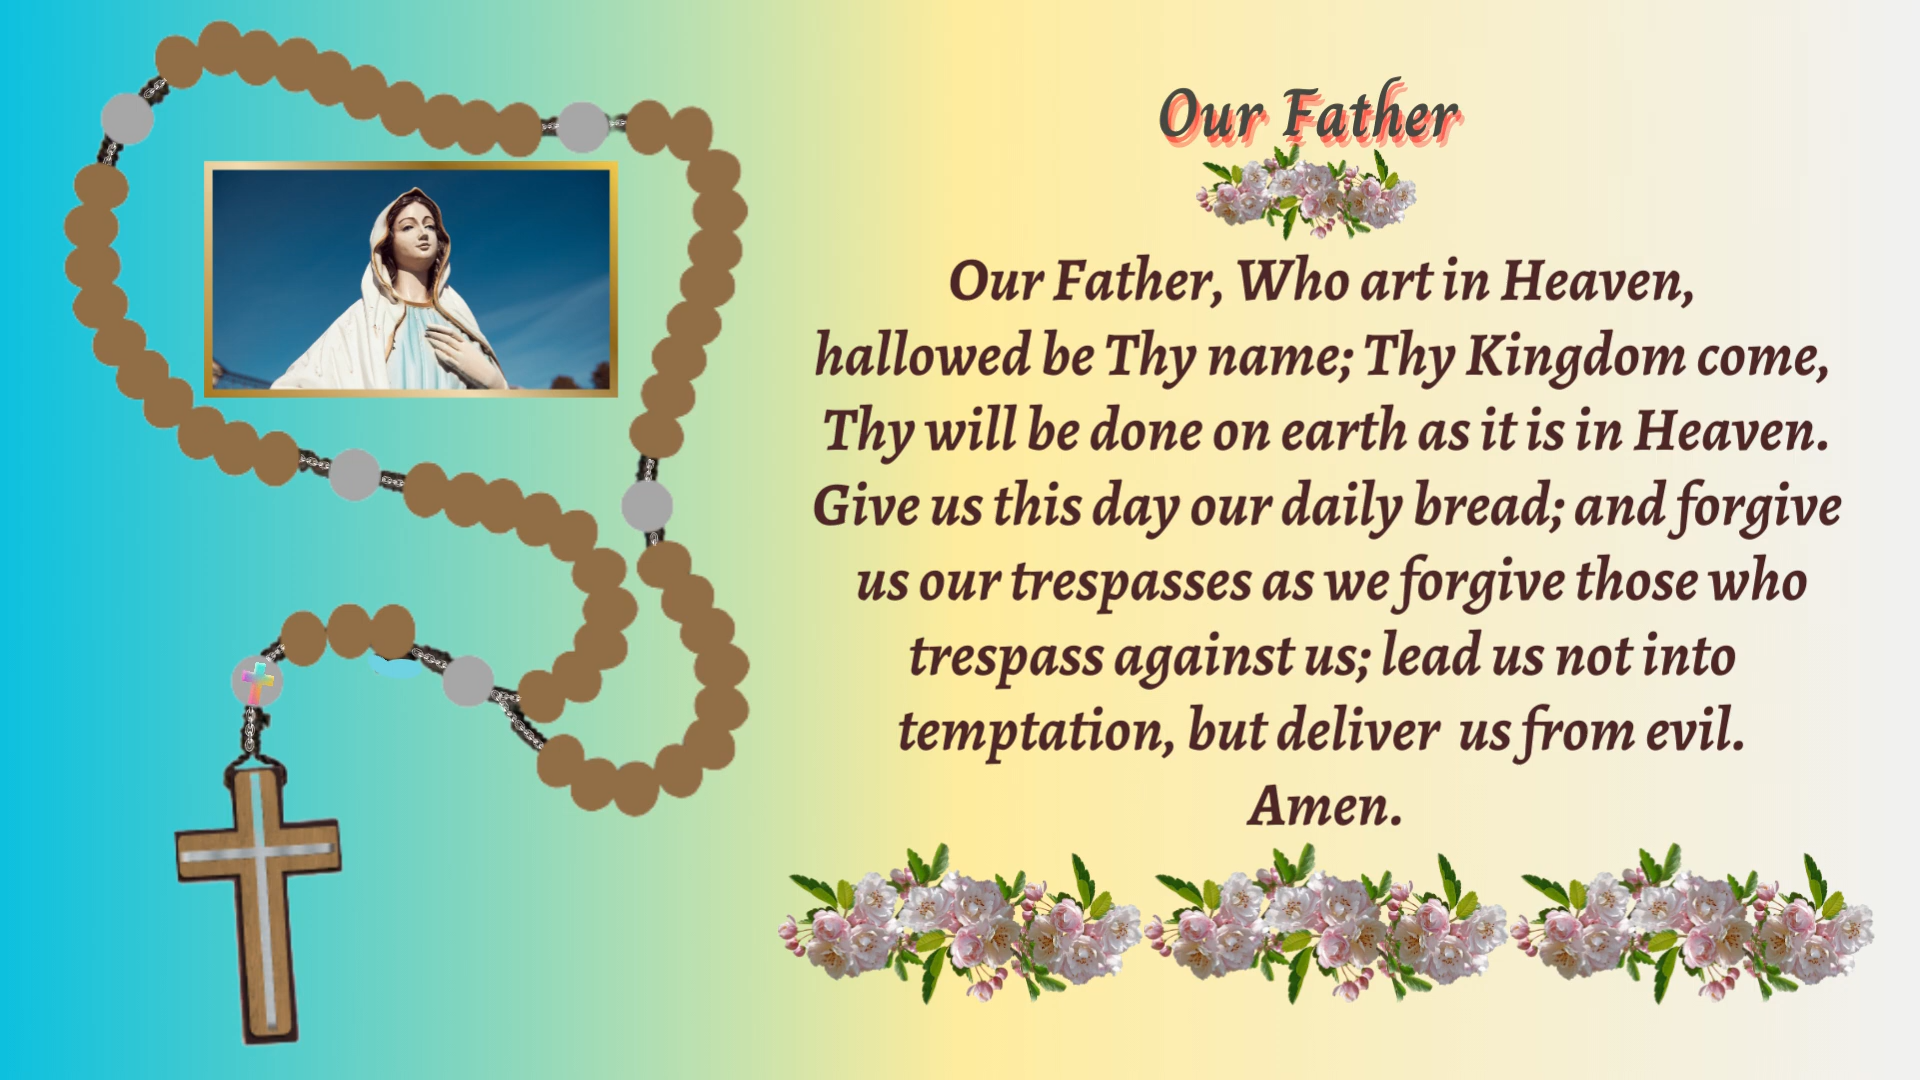 Our Father
Our Father, Who art in Heaven,
hallowed be Thy name; Thy Kingdom come,
Thy will be done on earth as it is in Heaven.
Give us this day our daily bread; and forgive
us our trespasses as we forgive those who
trespass against us; lead us not into
temptation, but deliver us from evil.
Amen.